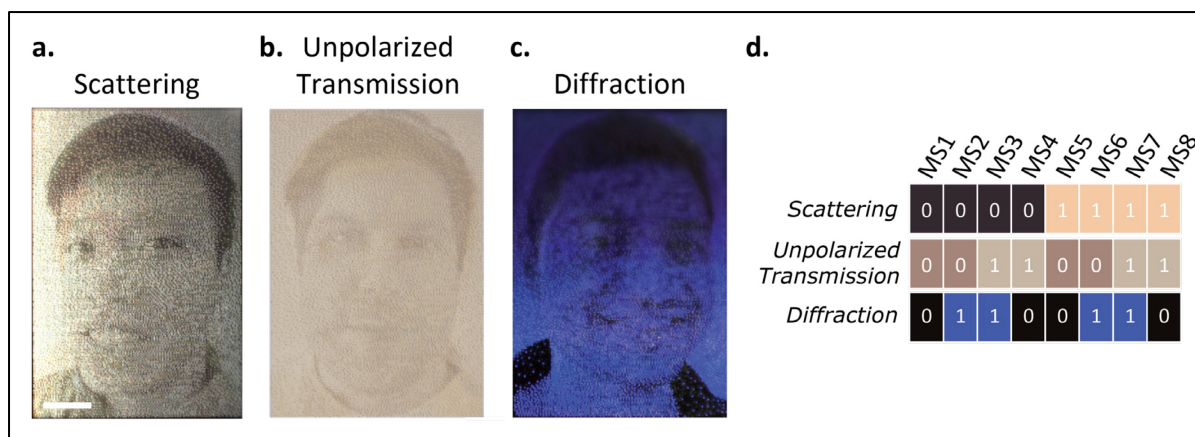 a.
Scattering
b. Unpolarized
Transmission
c.
Diffraction
d.
MS1 MS2 MS3 MS4 MS5 MS6 MS7 MS8
Scattering 0 0 0 0 1 1 1 1
Unpolarized
Transmission 0 0 1 1 0 0 1 1
Diffraction 0 1 1 0 0 1 1 0